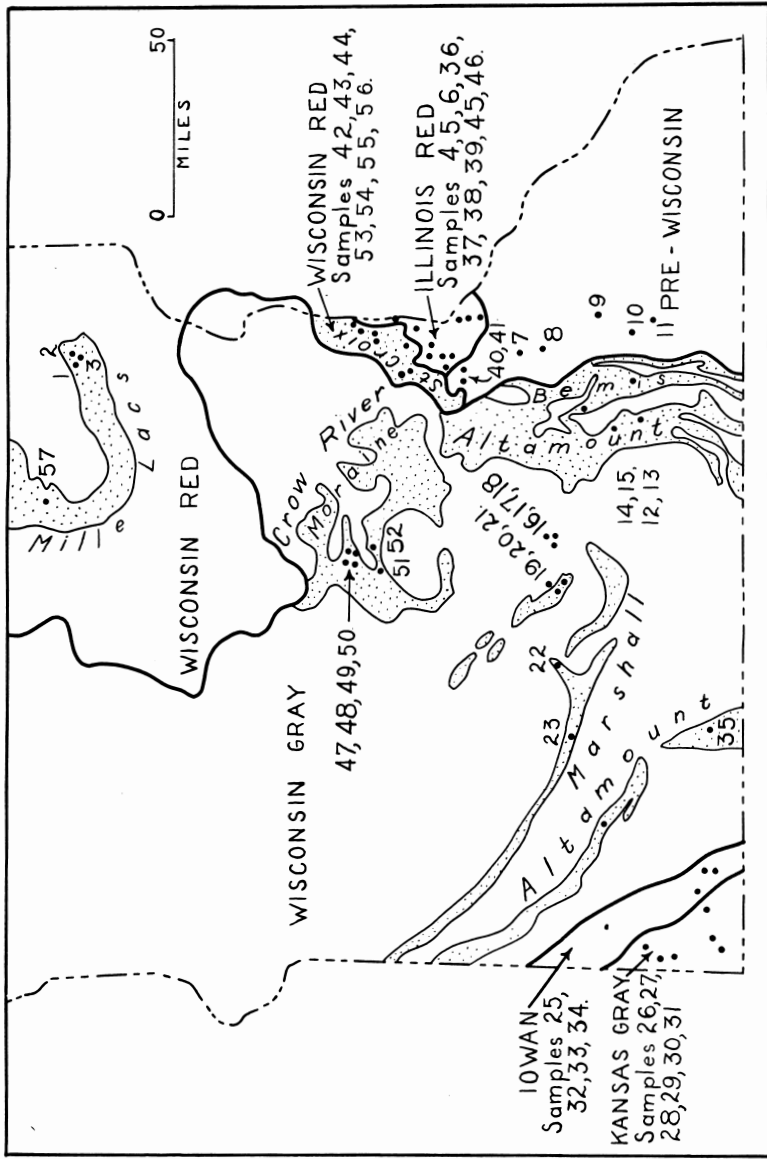 0 50
MILES
WISCONSIN RED
Samples 42, 43, 44,
53, 54, 55, 56.
ILLINOIS RED
Samples 4, 5, 6, 36,
37, 38, 39, 45, 46.
1 2
3
57
Mille Lacs
WISCONSIN RED
St. Croix
Crow River
Moraine
47, 48, 49, 50
51 52
WISCONSIN GRAY
40, 41
7
8
9
10
11 PRE-WISCONSIN
Bemis
Altamount
14, 15,
12, 13
16, 17, 18
19, 20, 21
22
23
Marshall
Altamount
35
IOWAN
Samples 25,
32, 33, 34.
KANSAS GRAY
Samples 26, 27,
28, 29, 30, 31